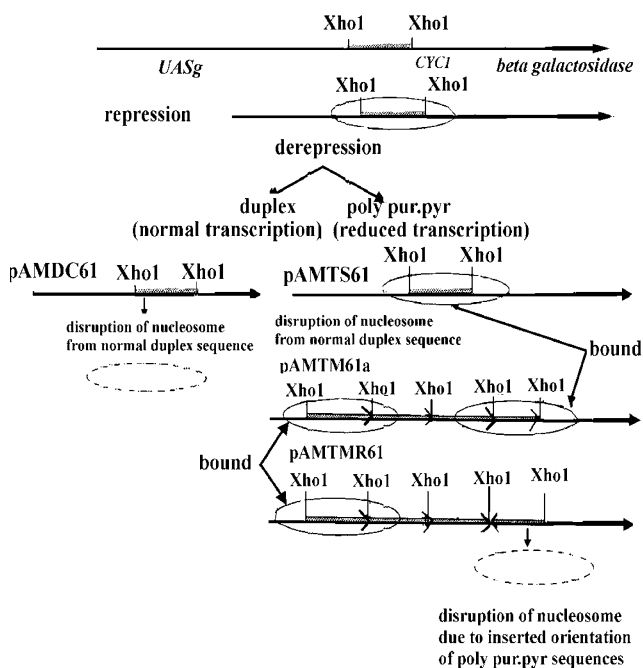 Xho1 Xho1
UASg CYC1 beta galactosidase
Xho1 Xho1
repression
derepression
duplex poly pur.pyr
(normal transcription) (reduced transcription)
pAMDC61 Xho1 Xho1 pAMTS61 Xho1 Xho1
disruption of nucleosome
from normal duplex sequence
disruption of nucleosome
from normal duplex sequence
bound
pAMTM61a
Xho1 Xho1 Xho1 Xho1 Xho1
bound
pAMTMR61
Xho1 Xho1 Xho1 Xho1 Xho1
disruption of nucleosome
due to inserted orientation
of poly pur.pyr sequences